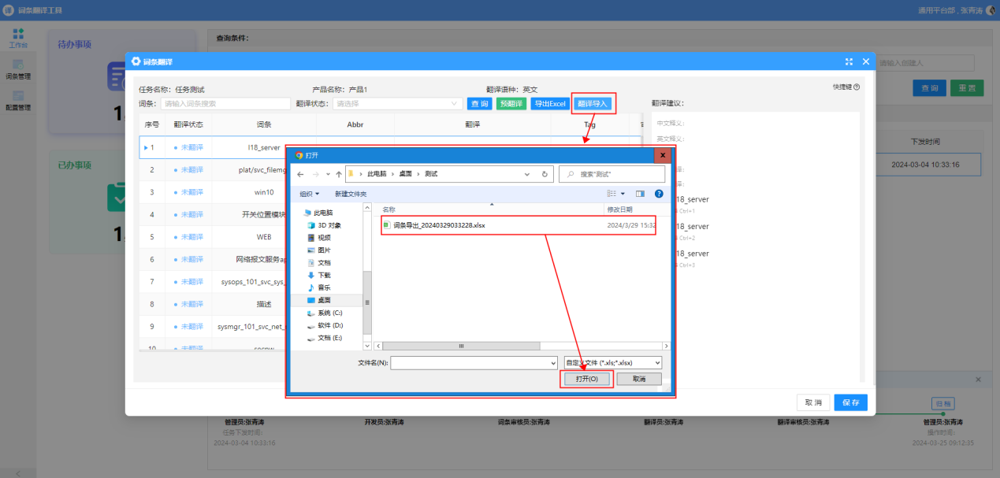 词条翻译工具
通用平台部 , 张青涛
工作台
词条管理
配置管理
待办事项
已办事项
查询条件:
请输入创建人
查 询
重 置
下发时间
2024-03-04 10:33:16
词条翻译
任务名称: 任务测试
产品名称: 产品1
翻译语种: 英文
快捷键
词条:
请输入词条搜索
翻译状态:
请选择
查 询
预翻译
导出Excel
翻译导入
翻译建议:
中文释义:
英文释义:
序号
翻译状态
词条
Abbr
翻译
Tag
1
未翻译
I18_server
2
未翻译
plat/svc_filemg
3
未翻译
win10
4
未翻译
开关位置模块
5
未翻译
WEB
6
未翻译
网络报文服务ap
7
未翻译
sysops_101_svc_sys_
8
未翻译
描述
9
未翻译
sysmgr_101_svc_net_
10
未翻译
译:
18_server
Ctrl+1
18_server
Ctrl+2
18_server
Ctrl+3
打开
此电脑 › 桌面 › 测试
搜索"测试"
组织
新建文件夹
名称
修改日期
词条导出_20240329033228.xlsx
2024/3/29 15:32
此电脑
3D 对象
视频
图片
文档
下载
音乐
桌面
系统 (C:)
软件 (D:)
文档 (E:)
文件名(N):
自定义文件 (*.xls;*.xlsx)
打开(O)
取消
取 消
保 存
归 档
管理员:张青涛
开发员:张青涛
词条审核员:张青涛
翻译员:张青涛
翻译审核员:张青涛
管理员:张青涛
任务下发时间:
2024-03-04 10:33:16
操作时间:
2024-03-25 09:12:35